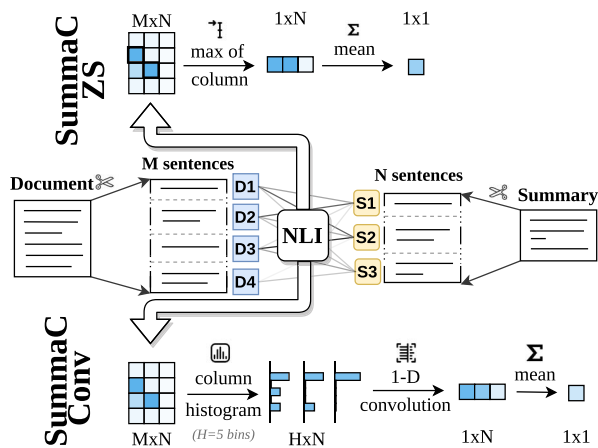 SummaC
ZS
MxN
max of
column
1xN
Σ
mean
1x1
M sentences
N sentences
Document
Summary
D1
D2
D3
D4
NLI
S1
S2
S3
SummaC
Conv
MxN
column
histogram
(H=5 bins)
HxN
1-D
convolution
1xN
Σ
mean
1x1